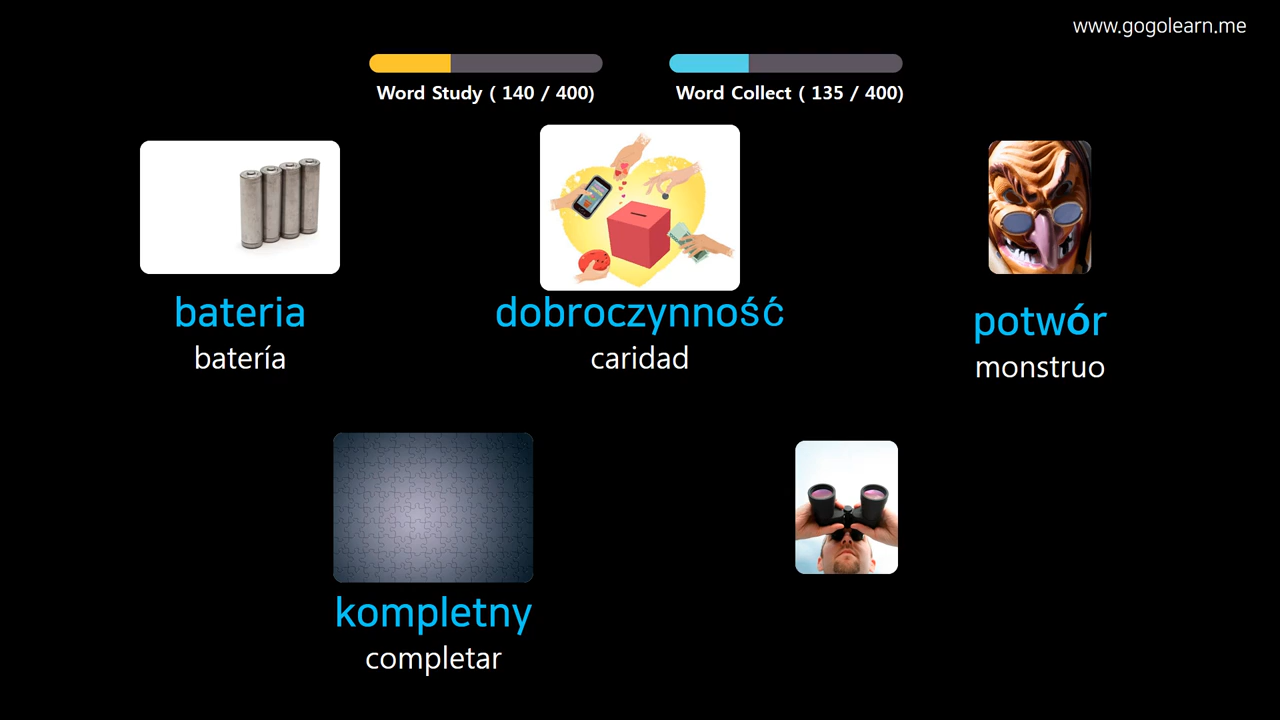 www.gogolearn.me
Word Study ( 140 / 400)
Word Collect ( 135 / 400)
bateria
batería
dobroczynność
caridad
potwór
monstruo
kompletny
completar